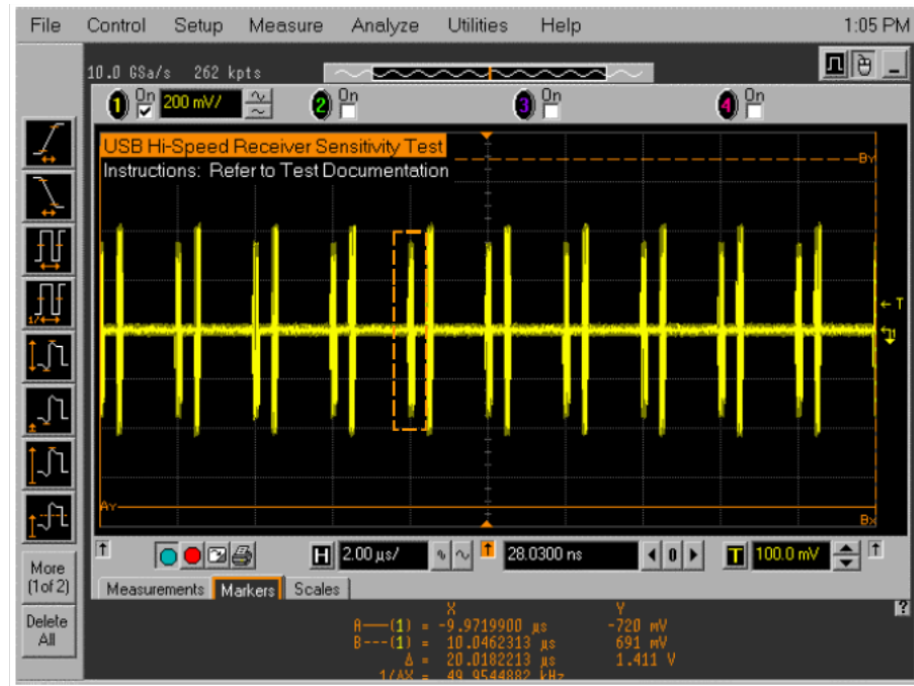 File Control Setup Measure Analyze Utilities Help 1:05 PM
10.0 GSa/s 262 kpts
1 On 200 mV/ 2 On 3 On 4 On
USB Hi-Speed Receiver Sensitivity Test
Instructions: Refer to Test Documentation
By
T
1
1/
Ay
Bx
H 2.00 µs/ 28.0300 ns 0 T 100.0 mV
More
(1 of 2)
Measurements Markers Scales
?
Delete
All
X Y
A——(1) = -9.9719900 µs -720 mV
B---(1) = 10.0462313 µs 691 mV
Δ = 20.0182213 µs 1.411 V
1/ΔX = 49.9544882 kHz